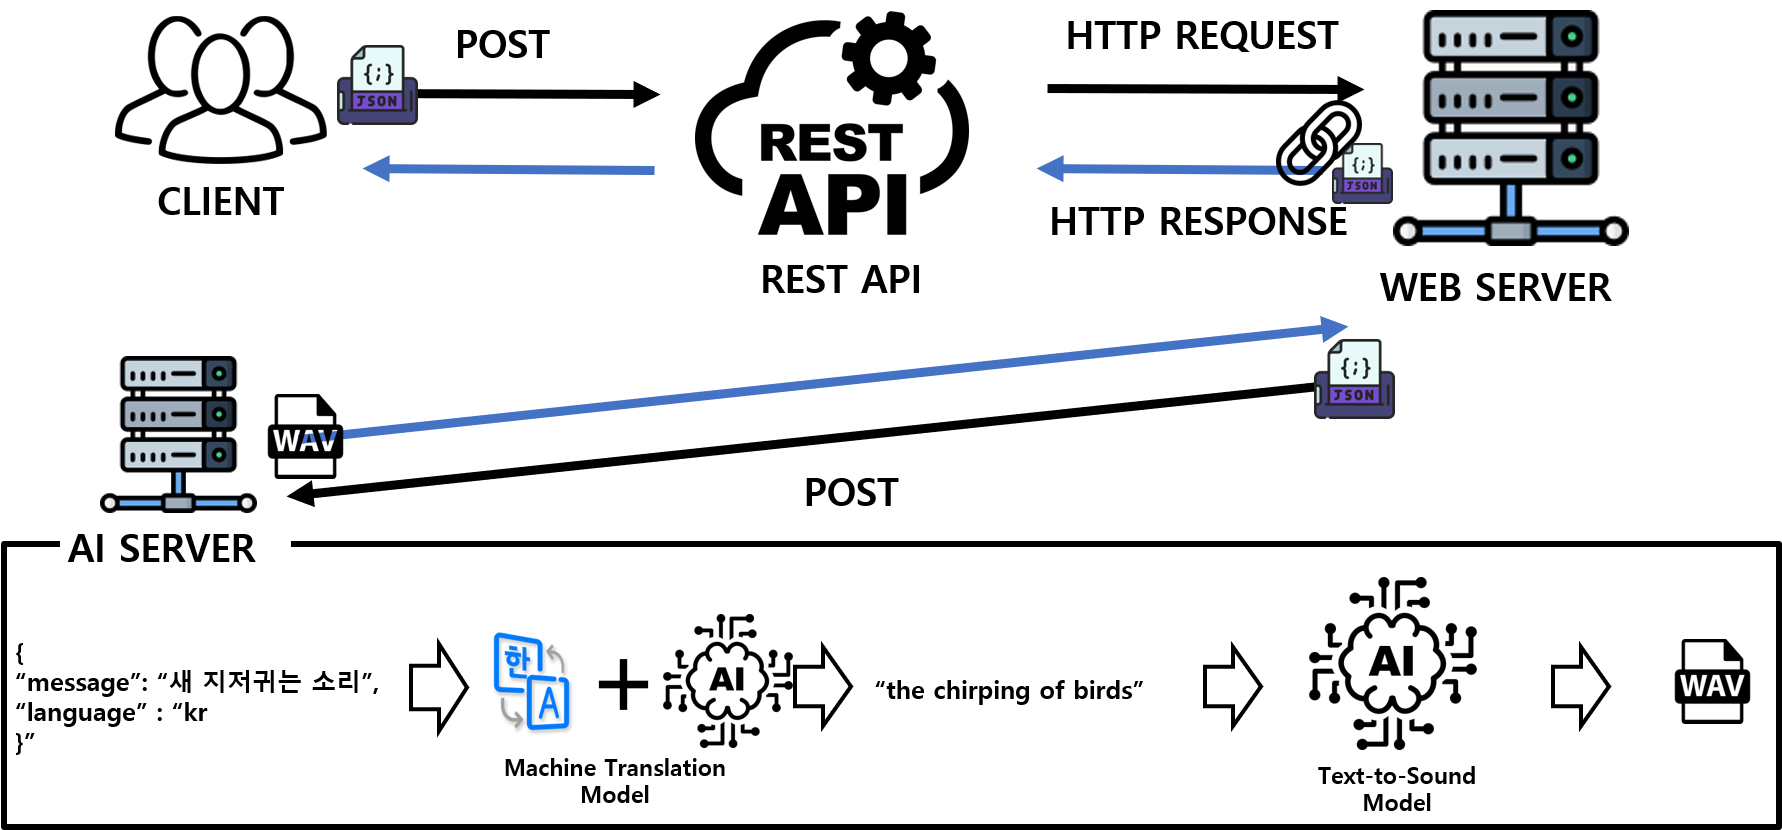 POST
HTTP REQUEST
{;}
JSON
REST
API
{;}
JSON
CLIENT
HTTP RESPONSE
REST API
WEB SERVER
{;}
JSON
WAV
POST
AI SERVER
{
“message”: “새 지저귀는 소리”,
“language” : “kr
}”
한
A
AI
“the chirping of birds”
AI
WAV
Machine Translation
Model
Text-to-Sound
Model